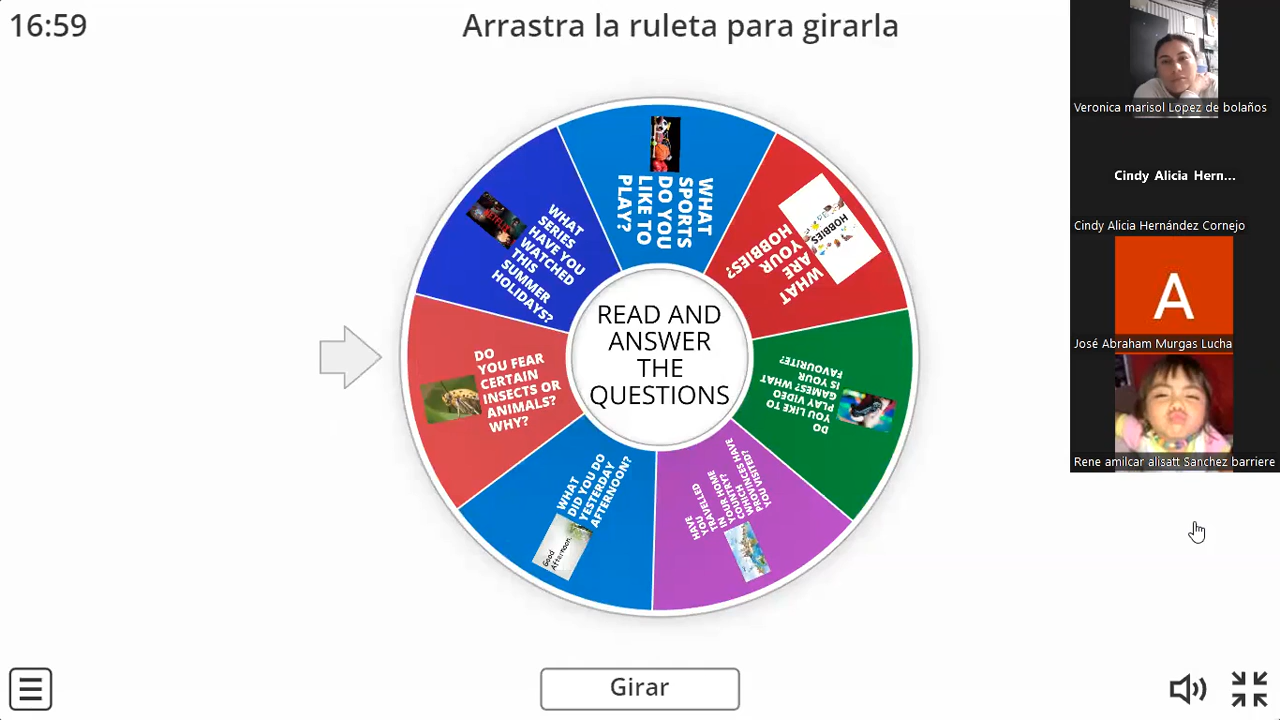 16:59
Arrastra la ruleta para girarla
WHAT
SPORTS
DO YOU
LIKE TO
PLAY?
WHAT
ARE
YOUR
HOBBIES?
HOBBIES
DO
YOU LIKE TO
PLAY VIDEO
GAMES? WHAT
IS YOUR
FAVOURITE?
HAVE
YOU
TRAVELLED
IN
YOUR HOME
COUNTRY?
WHICH
PROVINCES HAVE
YOU VISITED?
WHAT
DID YOU DO
YESTERDAY
AFTERNOON?
Good
Afternoon
DO
YOU FEAR
CERTAIN
INSECTS OR
ANIMALS?
WHY?
WHAT
SERIES
HAVE YOU
WATCHED
THIS
SUMMER
HOLIDAYS?
NETFLIX
READ AND
ANSWER
THE
QUESTIONS
Girar
Veronica marisol Lopez de bolaños
Cindy Alicia Hern...
Cindy Alicia Hernández Cornejo
A
José Abraham Murgas Lucha
Rene amilcar alisatt Sanchez barriere